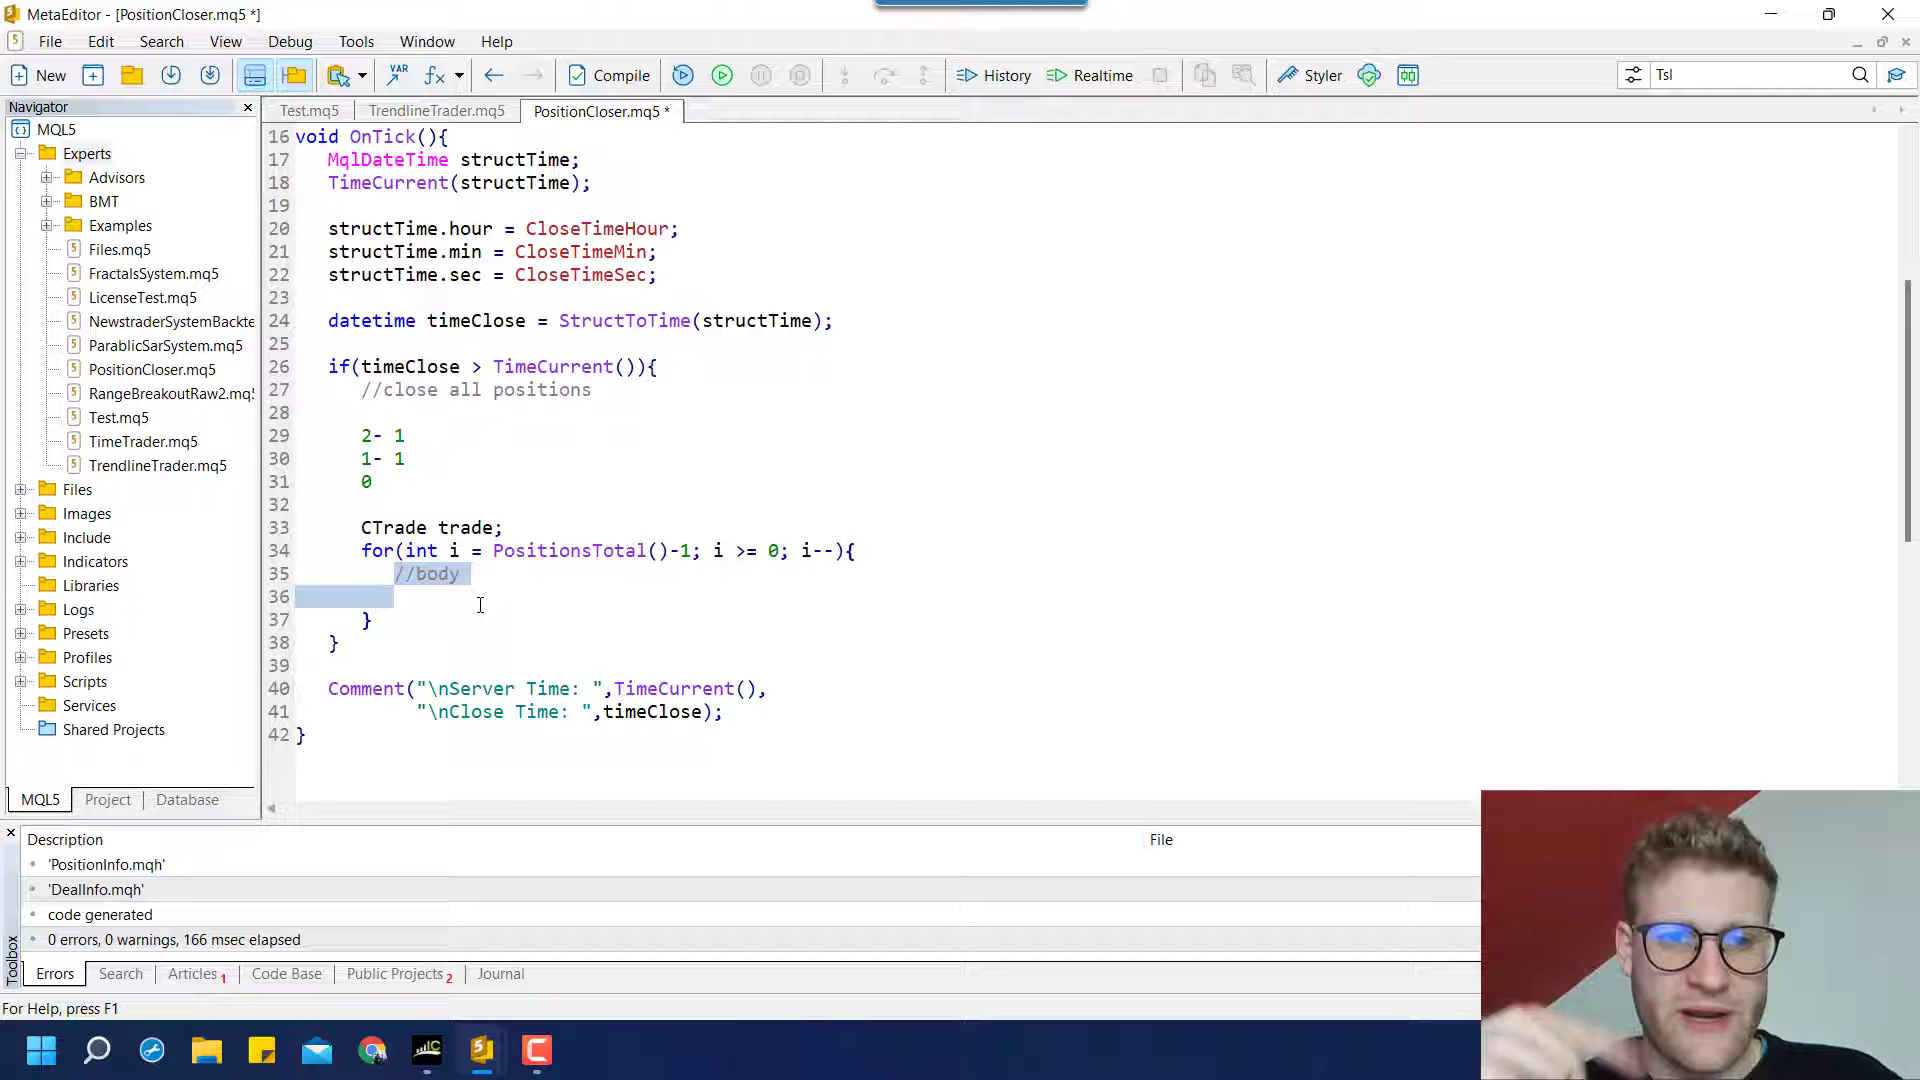 MetaEditor - [PositionCloser.mq5 *]
File Edit Search View Debug Tools Window Help
New VAR Compile History Realtime Styler Tsl
Navigator
MQL5
Experts
Advisors
BMT
Examples
Files.mq5
FractalsSystem.mq5
LicenseTest.mq5
NewstraderSystemBackte
ParablicSarSystem.mq5
PositionCloser.mq5
RangeBreakoutRaw2.mq5
Test.mq5
TimeTrader.mq5
TrendlineTrader.mq5
Files
Images
Include
Indicators
Libraries
Logs
Presets
Profiles
Scripts
Services
Shared Projects
MQL5 Project Database
Test.mq5 TrendlineTrader.mq5 PositionCloser.mq5 *
16 void OnTick(){
17 MqlDateTime structTime;
18 TimeCurrent(structTime);
19
20 structTime.hour = CloseTimeHour;
21 structTime.min = CloseTimeMin;
22 structTime.sec = CloseTimeSec;
23
24 datetime timeClose = StructToTime(structTime);
25
26 if(timeClose > TimeCurrent()){
27 //close all positions
28
29 2- 1
30 1- 1
31 0
32
33 CTrade trade;
34 for(int i = PositionsTotal()-1; i >= 0; i--){
35 //body
36
37 }
38 }
39
40 Comment("\nServer Time: ",TimeCurrent(),
41 "\nClose Time: ",timeClose);
42 }
Toolbox
Description File
'PositionInfo.mqh'
'DealInfo.mqh'
code generated
0 errors, 0 warnings, 166 msec elapsed
Errors Search Articles 1 Code Base Public Projects 2 Journal
For Help, press F1